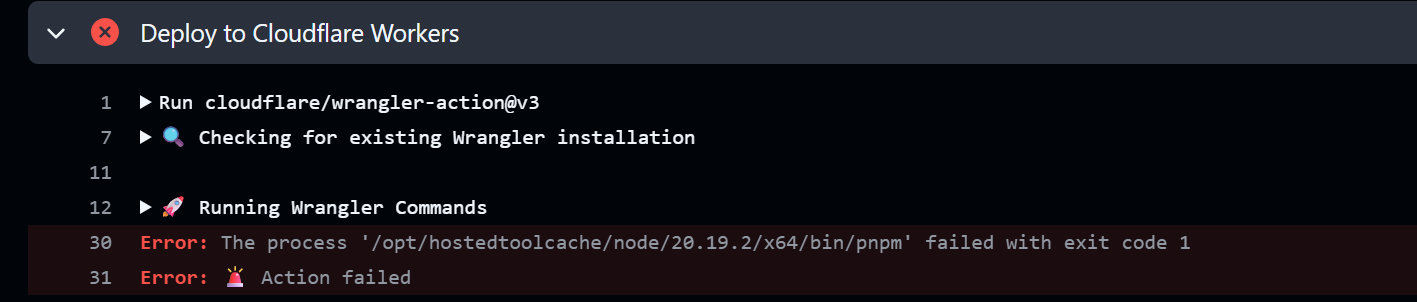 Deploy to Cloudflare Workers
1 Run cloudflare/wrangler-action@v3
7 🔍 Checking for existing Wrangler installation
11
12 🚀 Running Wrangler Commands
30 Error: The process '/opt/hostedtoolcache/node/20.19.2/x64/bin/pnpm' failed with exit code 1
31 Error: 🚨 Action failed